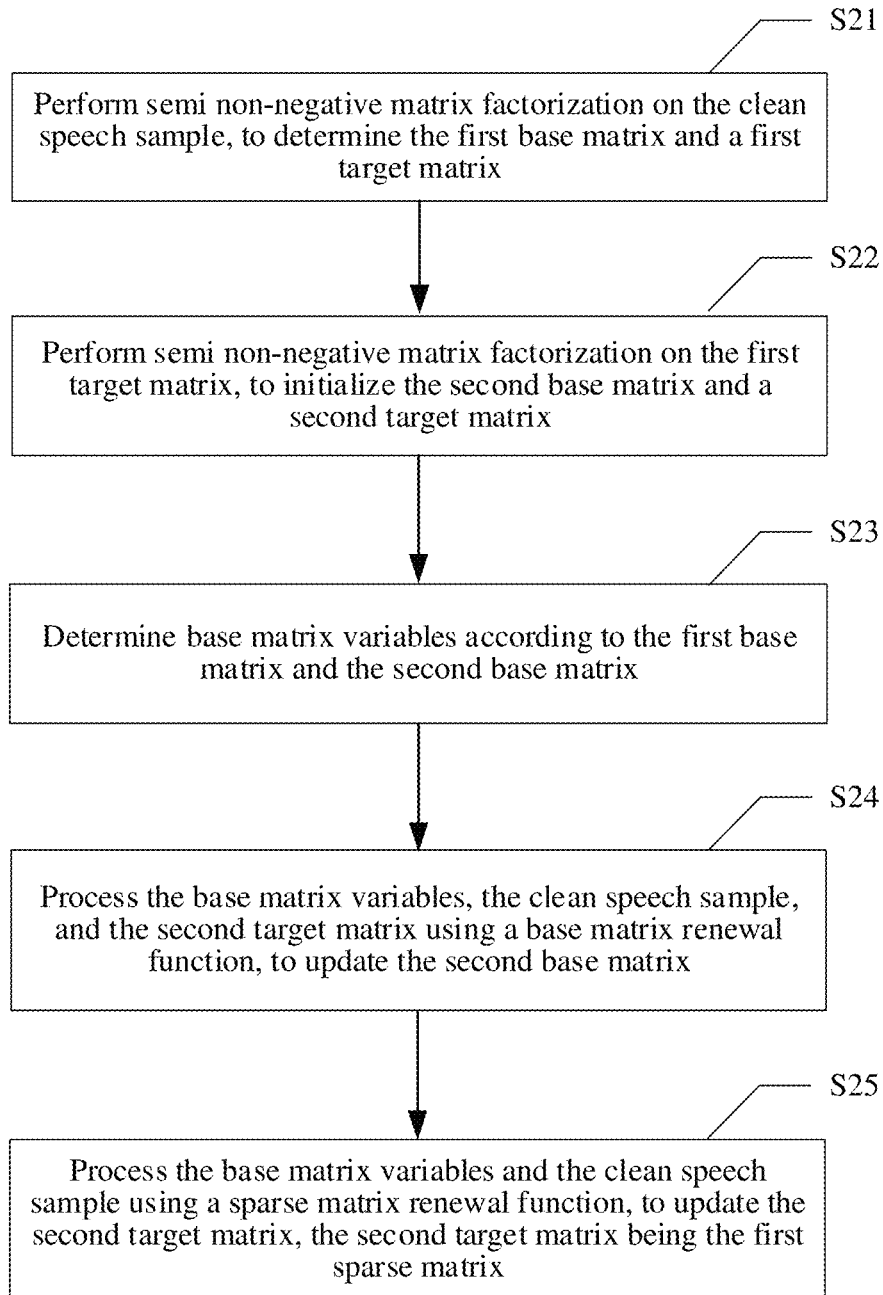 S21
Perform semi non-negative matrix factorization on the clean
speech sample, to determine the first base matrix and a first
target matrix
S22
Perform semi non-negative matrix factorization on the first
target matrix, to initialize the second base matrix and a
second target matrix
S23
Determine base matrix variables according to the first base
matrix and the second base matrix
S24
Process the base matrix variables, the clean speech sample,
and the second target matrix using a base matrix renewal
function, to update the second base matrix
S25
Process the base matrix variables and the clean speech
sample using a sparse matrix renewal function, to update the
second target matrix, the second target matrix being the first
sparse matrix